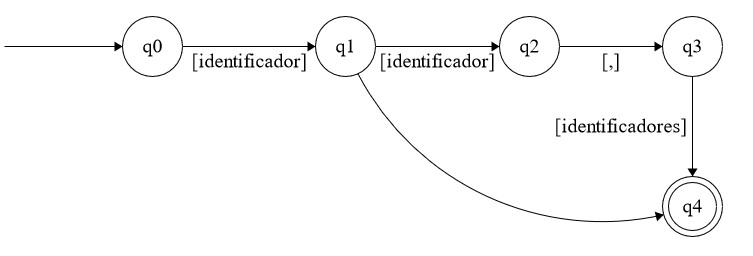 q0
[identificador]
q1
[identificador]
q2
[,]
q3
[identificadores]
q4